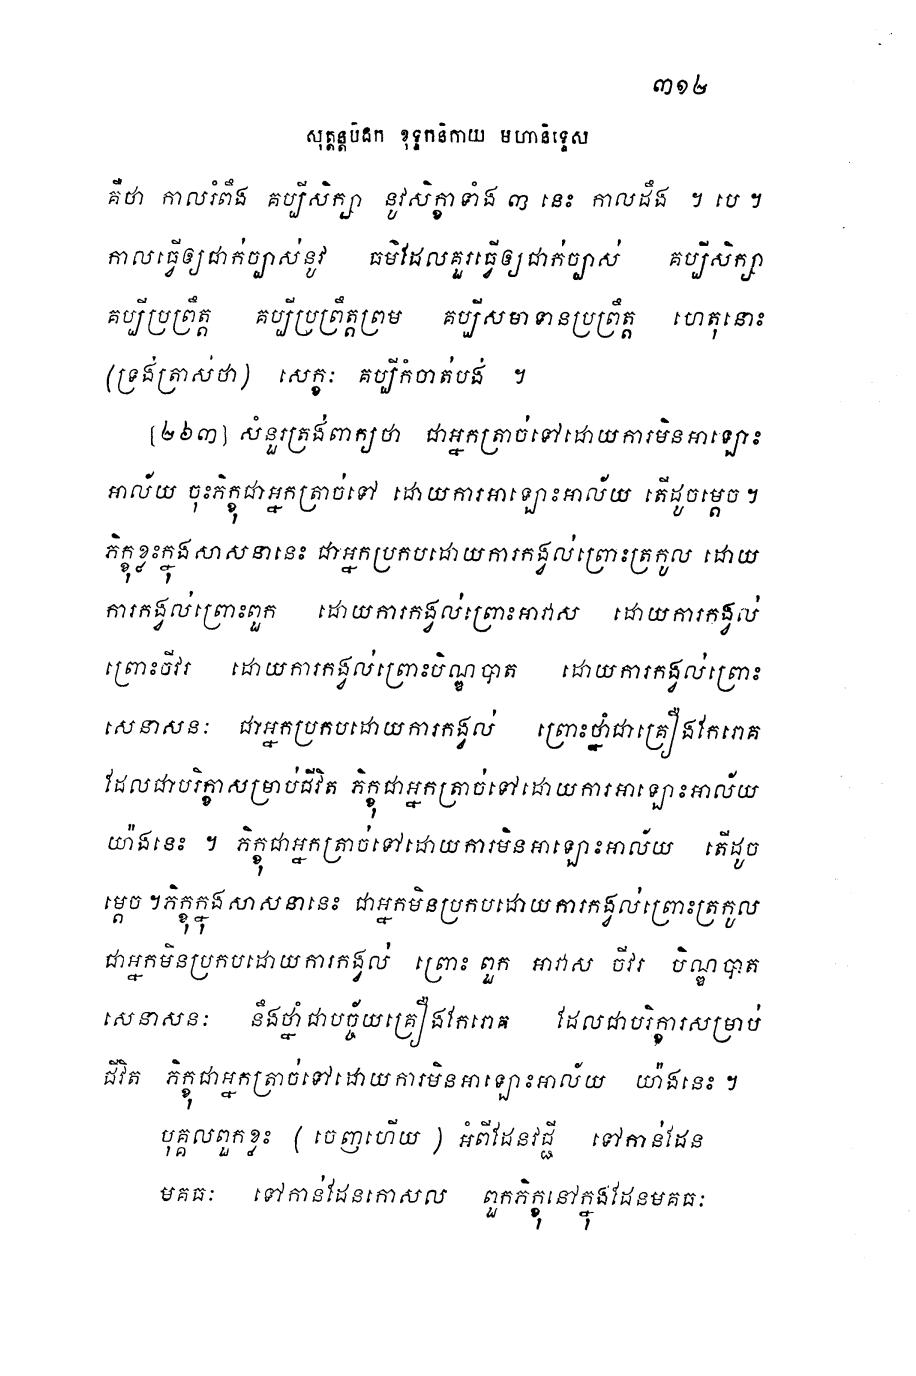 ៣១២
សុត្តន្តបិដក ខុទ្ទកនិកាយ មហានិទ្ទេស
គឺថា កាលរំពឹង គប្បីសិក្សា នូវសិក្ខាទាំង ៣ នេះ កាលដឹង ។ បេ ។
កាលធ្វើឲ្យជាក់ច្បាស់នូវ ធម៌ដែលគួរធ្វើឲ្យជាក់ច្បាស់ គប្បីសិក្សា
គប្បីប្រព្រឹត្ត គប្បីប្រព្រឹត្តព្រម គប្បីសមាទានប្រព្រឹត្ត ហេតុនោះ
(ទ្រង់ត្រាស់ថា) សេក្ខៈ គប្បីកំចាត់បង់ ។
[២៦៣] សំនួរត្រង់ពាក្យថា ជាអ្នកត្រាច់ទៅដោយការមិនអាឡោះ
អាល័យ ចុះភិក្ខុជាអ្នកត្រាច់ទៅ ដោយការអាឡោះអាល័យ តើដូចម្តេច ។
ភិក្ខុខ្លះក្នុងសាសនានេះ ជាអ្នកប្រកបដោយការកង្វល់ព្រោះត្រកូល ដោយ
ការកង្វល់ព្រោះពួក ដោយការកង្វល់ព្រោះអាវាស ដោយការកង្វល់
ព្រោះចីវរ ដោយការកង្វល់ព្រោះបិណ្ឌបាត ដោយការកង្វល់ព្រោះ
សេនាសនៈ ជាអ្នកប្រកបដោយការកង្វល់ ព្រោះថ្នាំជាគ្រឿងកែរោគ
ដែលជាបរិក្ខាសម្រាប់ជីវិត ភិក្ខុជាអ្នកត្រាច់ទៅដោយការអាឡោះអាល័យ
យ៉ាងនេះ ។ ភិក្ខុជាអ្នកត្រាច់ទៅដោយការមិនអាឡោះអាល័យ តើដូច
ម្តេច ។ ភិក្ខុក្នុងសាសនានេះ ជាអ្នកមិនប្រកបដោយការកង្វល់ព្រោះត្រកូល
ជាអ្នកមិនប្រកបដោយការកង្វល់ ព្រោះ ពួក អាវាស ចីវរ បិណ្ឌបាត
សេនាសនៈ នឹងថ្នាំជាបច្ច័យគ្រឿងកែរោគ ដែលជាបរិក្ខារសម្រាប់
ជីវិត ភិក្ខុជាអ្នកត្រាច់ទៅដោយការមិនអាឡោះអាល័យ យ៉ាងនេះ ។
បុគ្គលពួកខ្លះ (ចេញហើយ) អំពីដែនវជ្ជី ទៅកាន់ដែន
មគធៈ ទៅកាន់ដែនកោសល ពួកភិក្ខុនៅក្នុងដែនមគធៈ